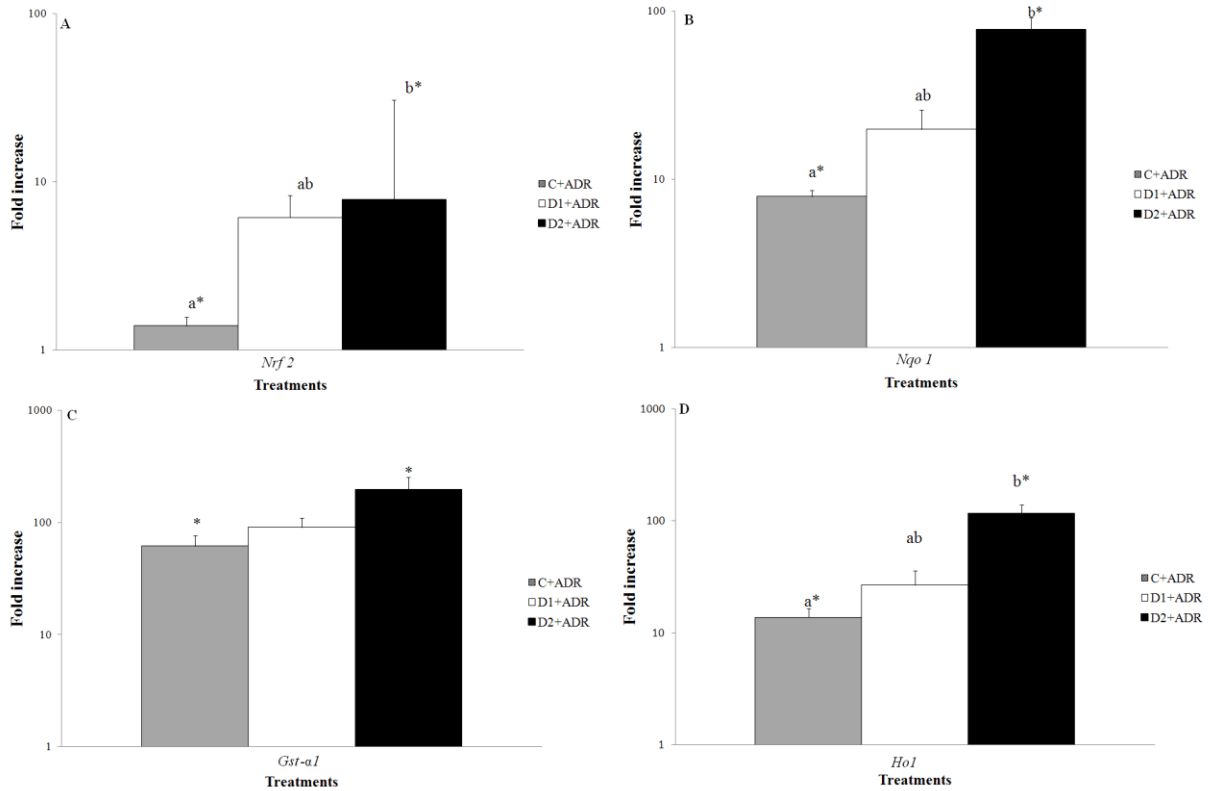 A
100
10
1
Fold increase
a*
ab
b*
C+ADR
D1+ADR
D2+ADR
Nrf 2
Treatments
B
100
10
1
Fold increase
a*
ab
b*
C+ADR
D1+ADR
D2+ADR
Nqo 1
Treatments
C
1000
100
10
1
Fold increase
*
*
C+ADR
D1+ADR
D2+ADR
Gst-α1
Treatments
D
1000
100
10
1
Fold increase
a*
ab
b*
C+ADR
D1+ADR
D2+ADR
Ho1
Treatments